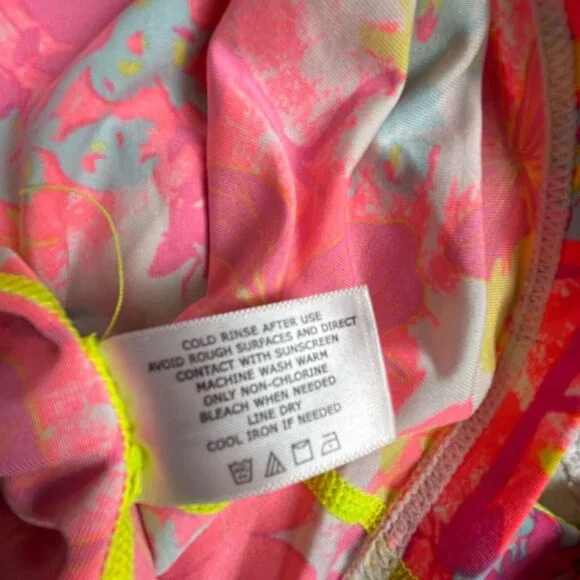 COLD RINSE AFTER USE
AVOID ROUGH SURFACES AND DIRECT
CONTACT WITH SUNSCREEN
MACHINE WASH WARM
ONLY NON-CHLORINE
BLEACH WHEN NEEDED
LINE DRY
COOL IRON IF NEEDED